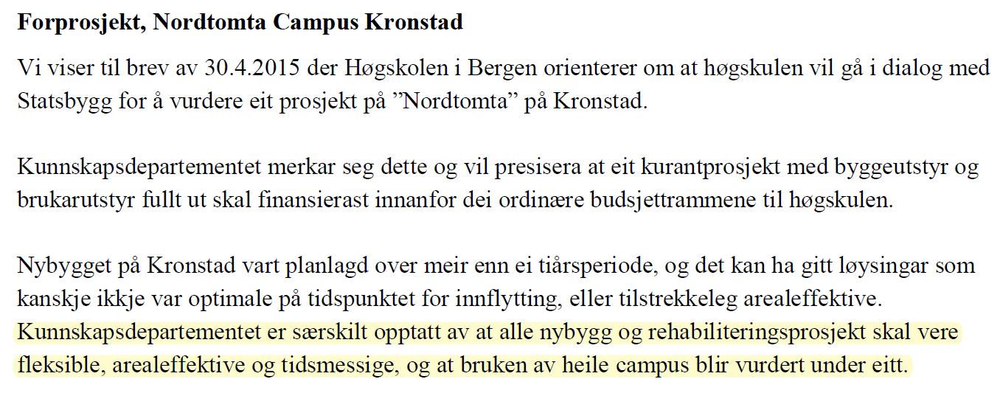 Forprosjekt, Nordtomta Campus Kronstad
Vi viser til brev av 30.4.2015 der Høgskolen i Bergen orienterer om at høgskulen vil gå i dialog med
Statsbygg for å vurdere eit prosjekt på ”Nordtomta” på Kronstad.
Kunnskapsdepartementet merkar seg dette og vil presisera at eit kurantprosjekt med byggeutstyr og
brukarutstyr fullt ut skal finansierast innanfor dei ordinære budsjettrammene til høgskulen.
Nybygget på Kronstad vart planlagd over meir enn ei tiårsperiode, og det kan ha gitt løysingar som
kanskje ikkje var optimale på tidspunktet for innflytting, eller tilstrekkeleg arealeffektive.
Kunnskapsdepartementet er særskilt opptatt av at alle nybygg og rehabiliteringsprosjekt skal vere
fleksible, arealeffektive og tidsmessige, og at bruken av heile campus blir vurdert under eitt.